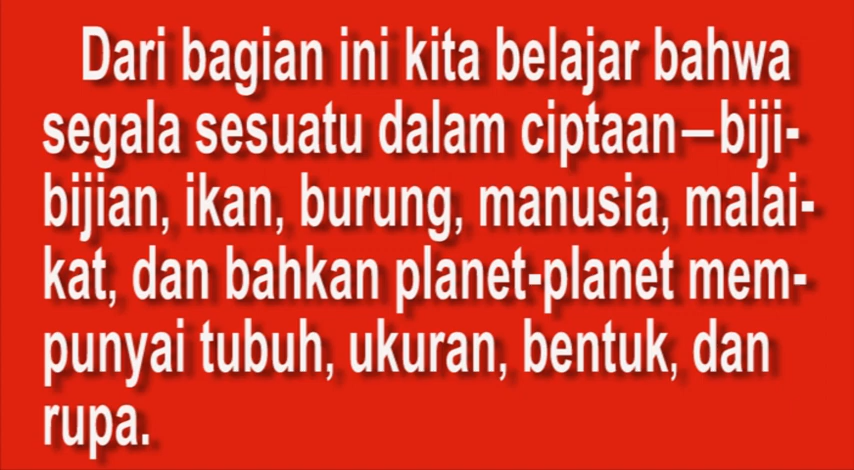 Dari bagian ini kita belajar bahwa
segala sesuatu dalam ciptaan—biji-
bijian, ikan, burung, manusia, malai-
kat, dan bahkan planet-planet mem-
punyai tubuh, ukuran, bentuk, dan
rupa.